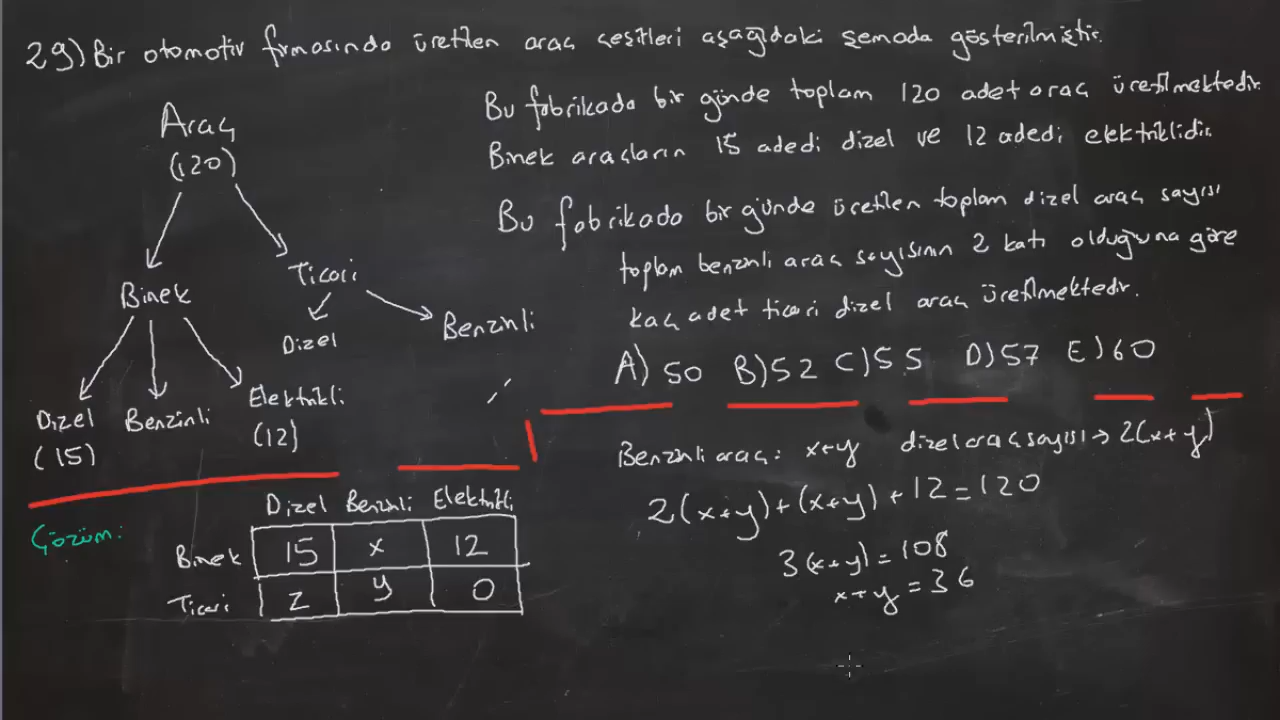 29) Bir otomotiv firmasında üretilen araç çeşitleri aşağıdaki şemada gösterilmiştir.
Araç
(120)
Binek
Ticari
Dizel
Benzinli
Dizel
Benzinli
Elektrikli
(15)
(12)
Bu fabrikada bir günde toplam 120 adet araç üretilmektedir.
Binek araçların 15 adedi dizel ve 12 adedi elektriklidir.
Bu fabrikada bir günde üretilen toplam dizel araç sayısı
toplam benzinli araç sayısının 2 katı olduğuna göre
kaç adet ticari dizel araç üretilmektedir.
A) 50 B) 52 C) 55 D) 57 E) 60
Çözüm:
Dizel Benzinli Elektrikli
Binek 15 x 12
Ticari z y 0
Benzinli araç: x+y dizel araç sayısı → 2(x+y)
2(x+y)+(x+y)+12=120
3(x+y)=108
x+y=36